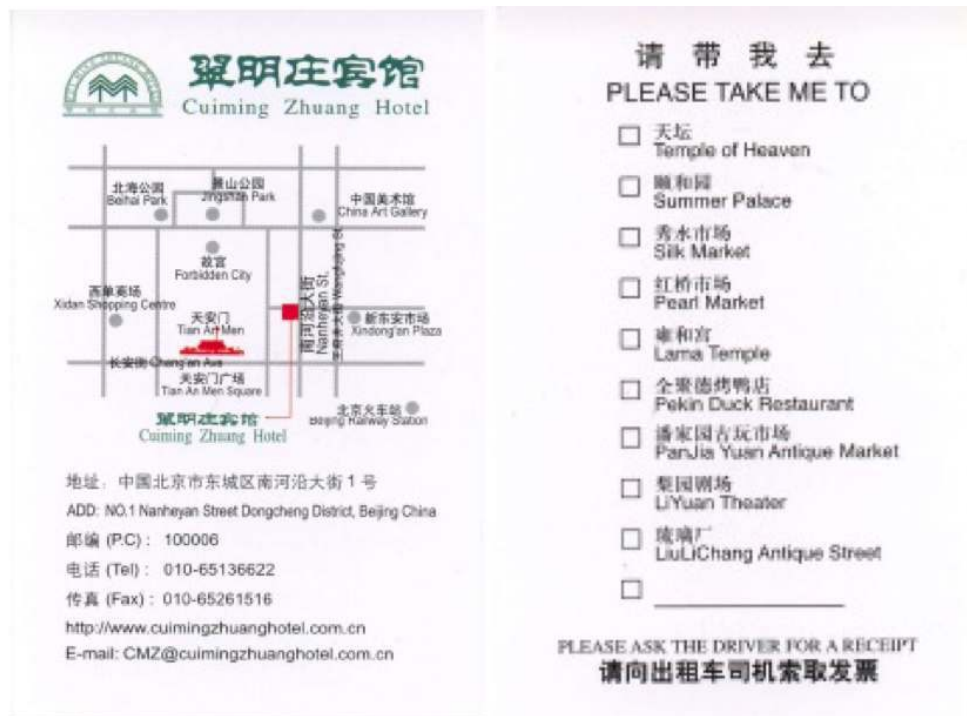 翠明庄宾馆
Cuiming Zhuang Hotel
北海公园
Beihai Park
景山公园
Jingshan Park
中国美术馆
China Art Gallery
故宫
Forbidden City
西单商场
Xidan Shopping Centre
天安门
Tian An Men
南河沿大街
Nanheyan St.
王府井大街 Wangfujing St.
新东安市场
Xindong'an Plaza
长安街 Chang'an Ave
天安门广场
Tian An Men Square
翠明庄宾馆
Cuiming Zhuang Hotel
北京火车站
Beijing Railway Station
地址: 中国北京市东城区南河沿大街1号
ADD: NO.1 Nanheyan Street Dongcheng District, Beijing China
邮编 (P.C) : 100006
电话 (Tel) : 010-65136622
传真 (Fax) : 010-65261516
http://www.cuimingzhuanghotel.com.cn
E-mail: CMZ@cuimingzhuanghotel.com.cn
请带我去
PLEASE TAKE ME TO
天坛
Temple of Heaven
颐和园
Summer Palace
秀水市场
Silk Market
红桥市场
Pearl Market
雍和宫
Lama Temple
全聚德烤鸭店
Pekin Duck Restaurant
潘家园古玩市场
PanJia Yuan Antique Market
梨园剧场
LiYuan Theater
琉璃厂
LiuLiChang Antique Street
PLEASE ASK THE DRIVER FOR A RECEIPT
请向出租车司机索取发票